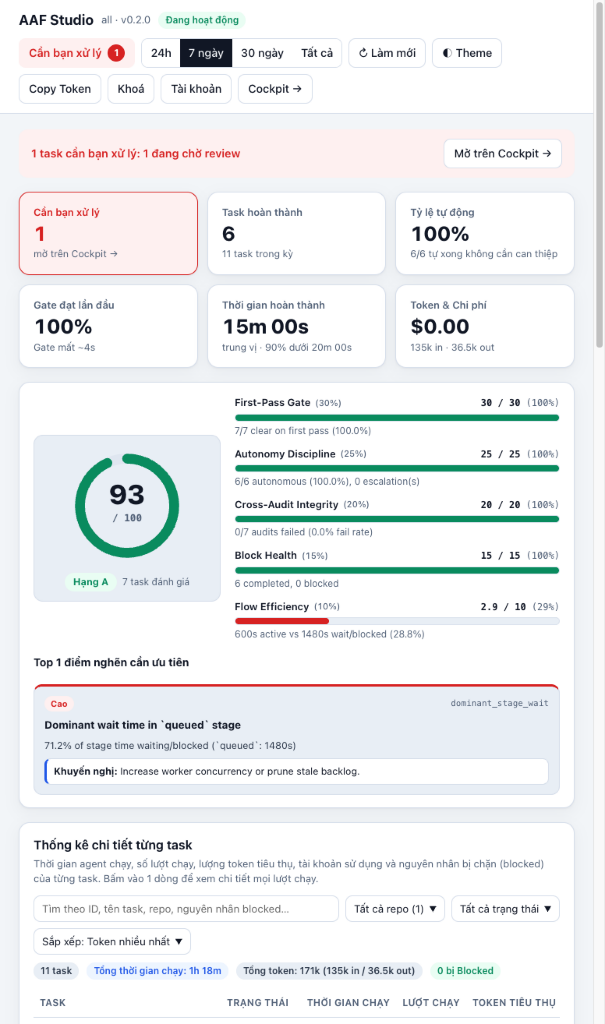 AAF Studio all · v0.2.0 Đang hoạt động
Cần bạn xử lý 1 24h 7 ngày 30 ngày Tất cả ↻ Làm mới ◐ Theme
Copy Token Khoá Tài khoản Cockpit →
1 task cần bạn xử lý: 1 đang chờ review Mở trên Cockpit →
Cần bạn xử lý
1
mở trên Cockpit →
Task hoàn thành
6
11 task trong kỳ
Tỷ lệ tự động
100%
6/6 tự xong không cần can thiệp
Gate đạt lần đầu
100%
Gate mất ~4s
Thời gian hoàn thành
15m 00s
trung vị · 90% dưới 20m 00s
Token & Chi phí
$0.00
135k in · 36.5k out
93
/ 100
Hạng A 7 task đánh giá
First-Pass Gate (30%) 30 / 30 (100%)
7/7 clear on first pass (100.0%)
Autonomy Discipline (25%) 25 / 25 (100%)
6/6 autonomous (100.0%), 0 escalation(s)
Cross-Audit Integrity (20%) 20 / 20 (100%)
0/7 audits failed (0.0% fail rate)
Block Health (15%) 15 / 15 (100%)
6 completed, 0 blocked
Flow Efficiency (10%) 2.9 / 10 (29%)
600s active vs 1480s wait/blocked (28.8%)
Top 1 điểm nghẽn cần ưu tiên
Cao dominant_stage_wait
Dominant wait time in `queued` stage
71.2% of stage time waiting/blocked (`queued`: 1480s)
Khuyến nghị: Increase worker concurrency or prune stale backlog.
Thống kê chi tiết từng task
Thời gian agent chạy, số lượt chạy, lượng token tiêu thụ, tài khoản sử dụng và nguyên nhân bị chặn (blocked)
của từng task. Bấm vào 1 dòng để xem chi tiết mọi lượt chạy.
Tìm theo ID, tên task, repo, nguyên nhân blocked... Tất cả repo (1) ▼ Tất cả trạng thái ▼
Sắp xếp: Token nhiều nhất ▼
11 task Tổng thời gian chạy: 1h 18m Tổng token: 171k (135k in / 36.5k out) 0 bị Blocked
TASK TRẠNG THÁI THỜI GIAN CHẠY LƯỢT CHẠY TOKEN TIÊU THỤ